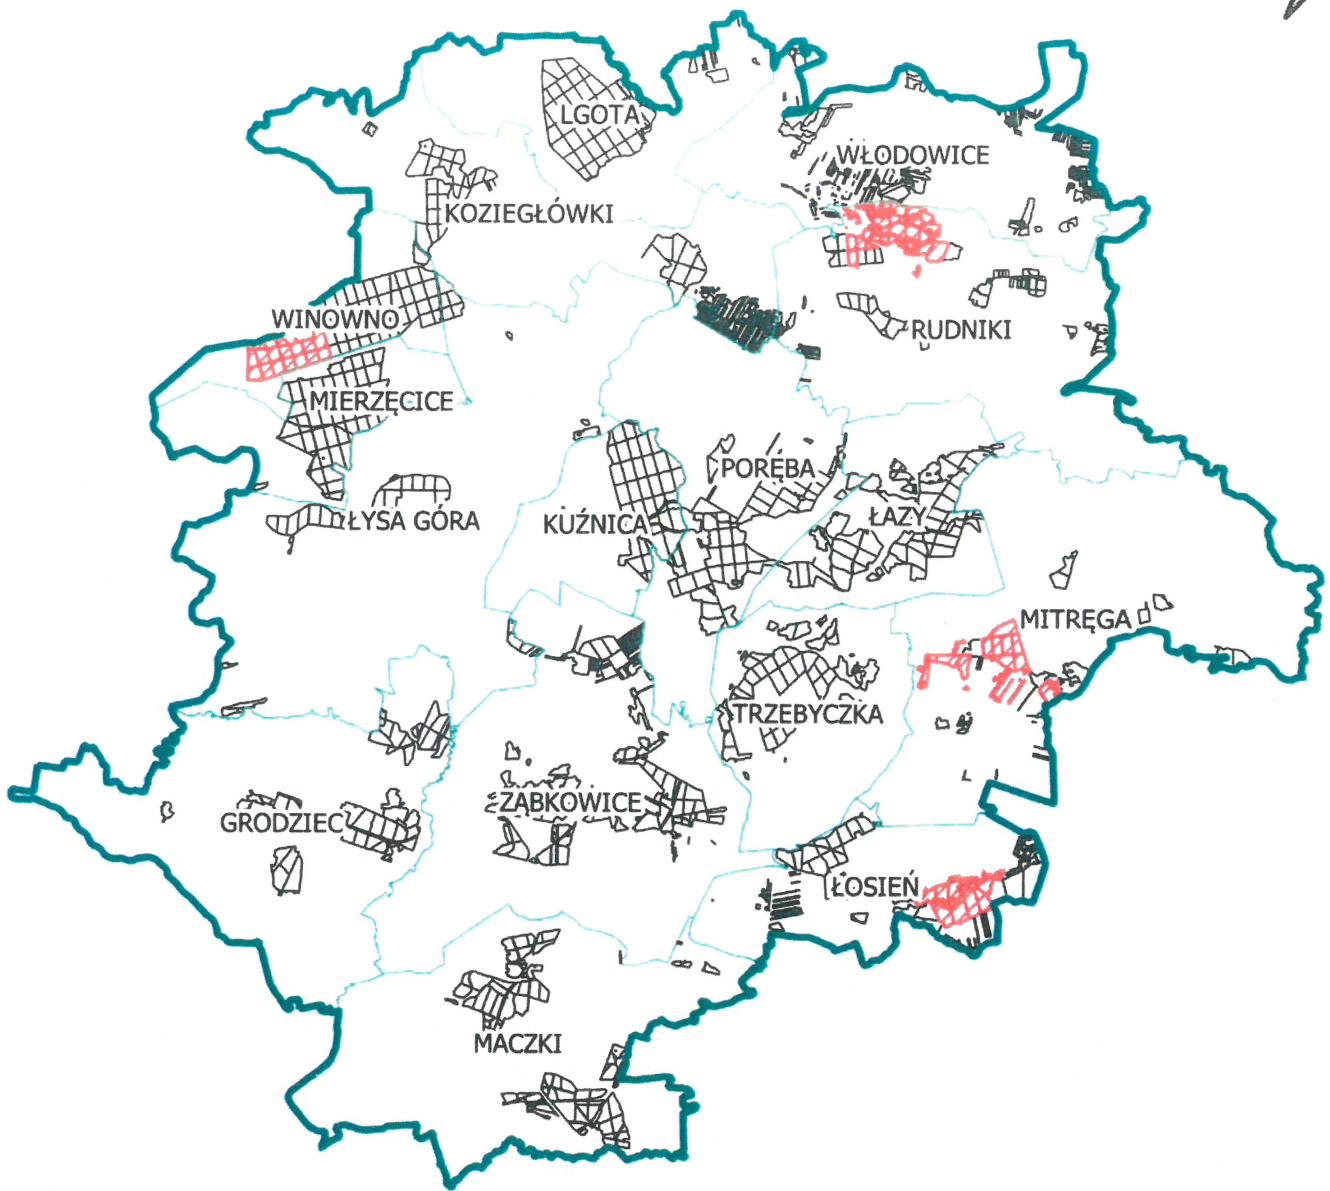 LGOTA
WŁODOWICE
KOZIEGŁÓWKI
WINOWNO
RUDNIKI
MIERZĘCICE
PORĘBA
ŁYSA GÓRA
KUŹNICA
ŁAZY
MITRĘGA
TRZEBYCZKA
ZĄBKOWICE
GRODZIEC
ŁOSIEŃ
MACZKI